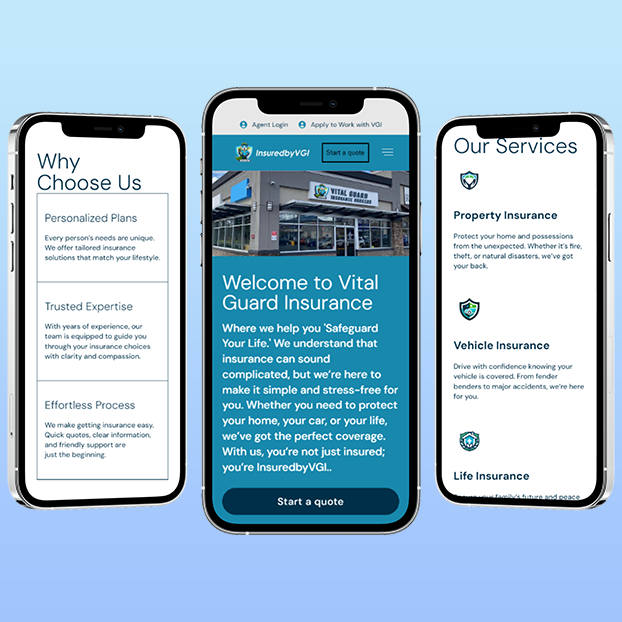 Why
Choose Us
Personalized Plans
Every person's needs are unique.
We offer tailored insurance
solutions that match your lifestyle.
Trusted Expertise
With years of experience, our
team is equipped to guide you
through your insurance choices
with clarity and compassion.
Effortless Process
We make getting insurance easy.
Quick quotes, clear information,
and friendly support are
just the beginning.
Agent Login Apply to Work with VGI
InsuredbyVGI Start a quote
VITAL GUARD
INSURANCE BROKERS
Welcome to Vital
Guard Insurance
Where we help you 'Safeguard
Your Life.' We understand that
insurance can sound
complicated, but we're here to
make it simple and stress-free for
you. Whether you need to protect
your home, your car, or your life,
we've got the perfect coverage.
With us, you're not just insured;
you're InsuredbyVGI..
Start a quote
Our Services
Property Insurance
Protect your home and possessions
from the unexpected. Whether it's fire,
theft, or natural disasters, we've got
your back.
Vehicle Insurance
Drive with confidence knowing your
vehicle is covered. From fender
benders to major accidents, we're here
for you.
Life Insurance
Secure your family's future and peace